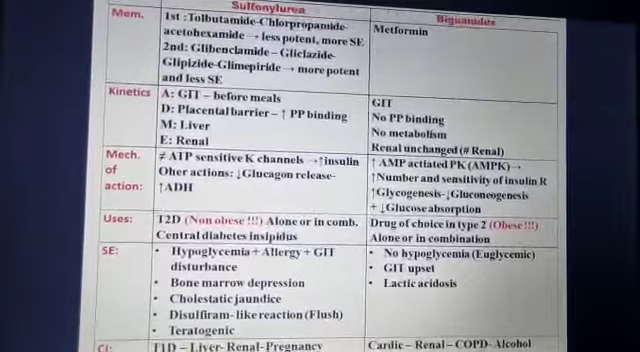 Sulfonylurea
Biguanides
Mem.
1st :Tolbutamide-Chlorpropamide-
acetohexamide → less potent, more SE
2nd: Glibenclamide – Gliclazide-
Glipizide-Glimepiride → more potent
and less SE
Metformin
Kinetics
A: GIT – before meals
D: Placental barrier – ↑ PP binding
M: Liver
E: Renal
GIT
No PP binding
No metabolism
Renal unchanged (# Renal)
Mech.
of
action:
≠ ATP sensitive K channels →↑insulin
Oher actions: ↓Glucagon release-
↑ADH
↑ AMP actiated PK (AMPK)→
↑Number and sensitivity of insulin R
↑Glycogenesis-↓Gluconeogenesis
+ ↓Glucose absorption
Uses:
T2D (Non obese !!!) Alone or in comb.
Central diabetes insipidus
Drug of choice in type 2 (Obese!!!)
Alone or in combination
SE:
• Hypoglycemia + Allergy + GIT
disturbance
• Bone marrow depression
• Cholestatic jaundice
• Disulfiram- like reaction (Flush)
• Teratogenic
• No hypoglycemia (Euglycemic)
• GIT upset
• Lactic acidosis
CI:
T1D – Liver- Renal-Pregnancy
Cardic – Renal – COPD- Alcohol